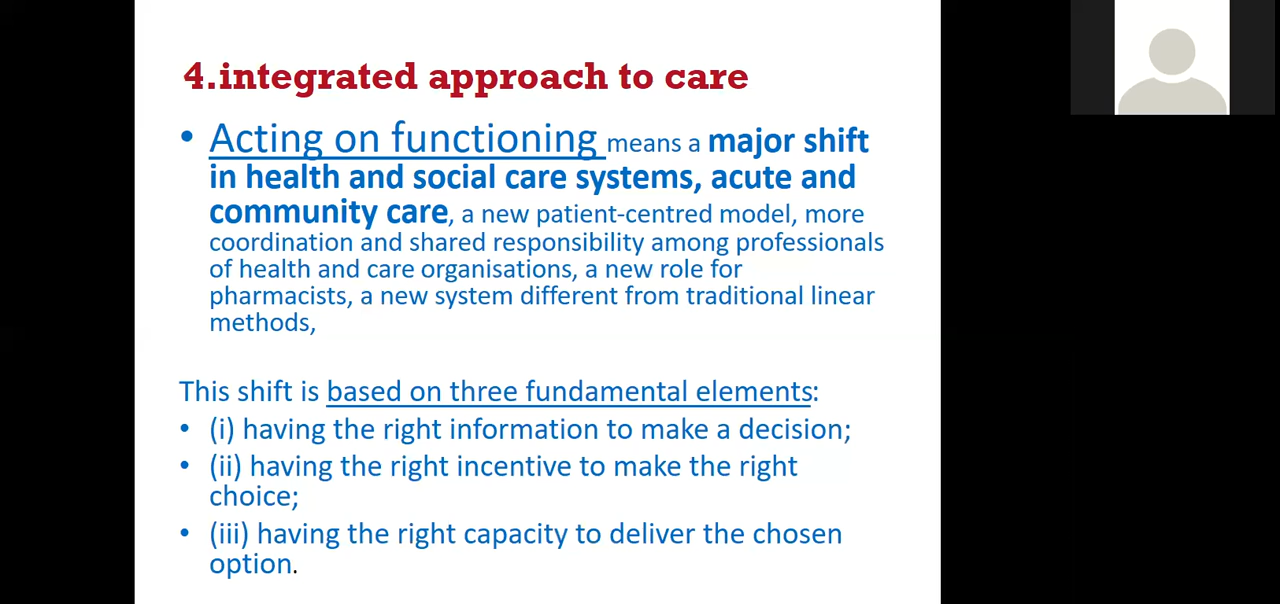 4.integrated approach to care
• Acting on functioning means a major shift
in health and social care systems, acute and
community care, a new patient-centred model, more
coordination and shared responsibility among professionals
of health and care organisations, a new role for
pharmacists, a new system different from traditional linear
methods,
This shift is based on three fundamental elements:
• (i) having the right information to make a decision;
• (ii) having the right incentive to make the right
choice;
• (iii) having the right capacity to deliver the chosen
option.